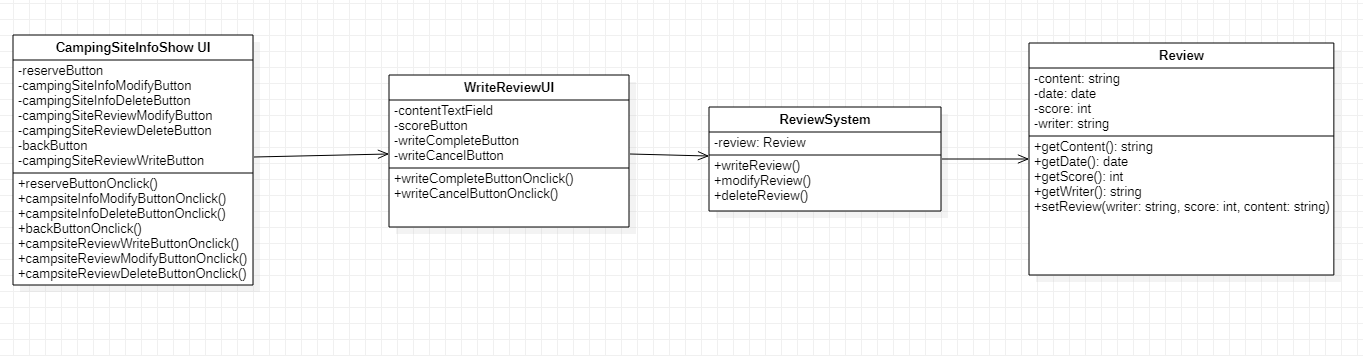 CampingSiteInfoShow UI
-reserveButton
-campingSiteInfoModifyButton
-campingSiteInfoDeleteButton
-campingSiteReviewModifyButton
-campingSiteReviewDeleteButton
-backButton
-campingSiteReviewWriteButton
+reserveButtonOnclick()
+campsiteInfoModifyButtonOnclick()
+campsiteInfoDeleteButtonOnclick()
+backButtonOnclick()
+campsiteReviewWriteButtonOnclick()
+campsiteReviewModifyButtonOnclick()
+campsiteReviewDeleteButtonOnclick()
WriteReviewUI
-contentTextField
-scoreButton
-writeCompleteButton
-writeCancelButton
+writeCompleteButtonOnclick()
+writeCancelButtonOnclick()
ReviewSystem
-review: Review
+writeReview()
+modifyReview()
+deleteReview()
Review
-content: string
-date: date
-score: int
-writer: string
+getContent(): string
+getDate(): date
+getScore(): int
+getWriter(): string
+setReview(writer: string, score: int, content: string)